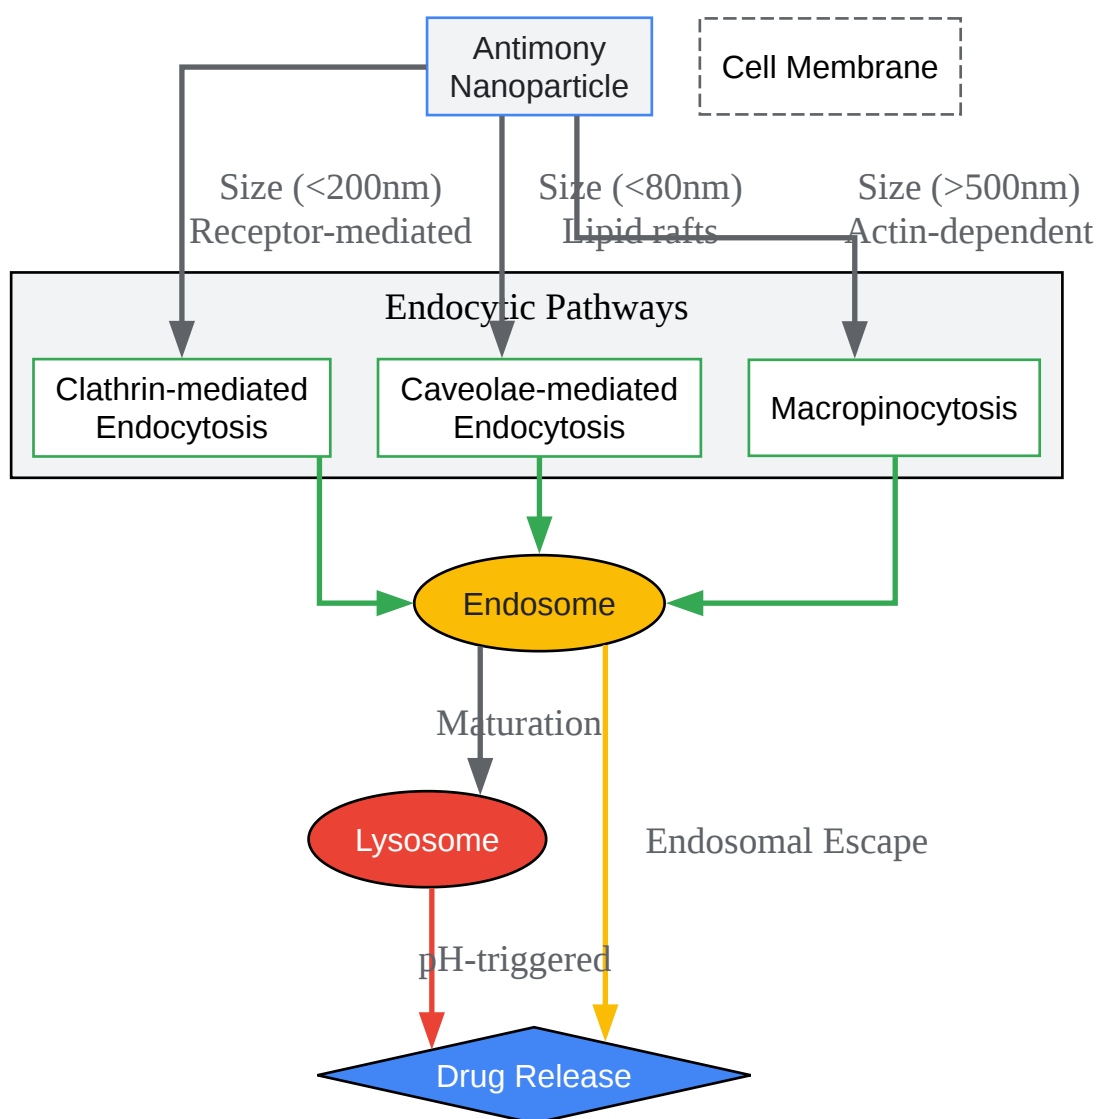 Antimony
Nanoparticle
Cell Membrane
Size (<200nm)
Receptor-mediated
Size (<80nm)
Lipid rafts
Size (>500nm)
Actin-dependent
Endocytic Pathways
Clathrin-mediated
Endocytosis
Caveolae-mediated
Endocytosis
Macropinocytosis
Endosome
Maturation
Lysosome
Endosomal Escape
pH-triggered
Drug Release